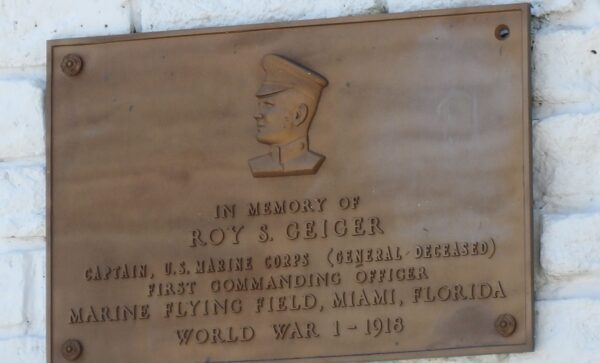 IN MEMORY OF
ROY S. GEIGER
CAPTAIN, U.S. MARINE CORPS (GENERAL-DECEASED)
FIRST COMMANDING OFFICER
MARINE FLYING FIELD, MIAMI, FLORIDA
WORLD WAR 1-1918